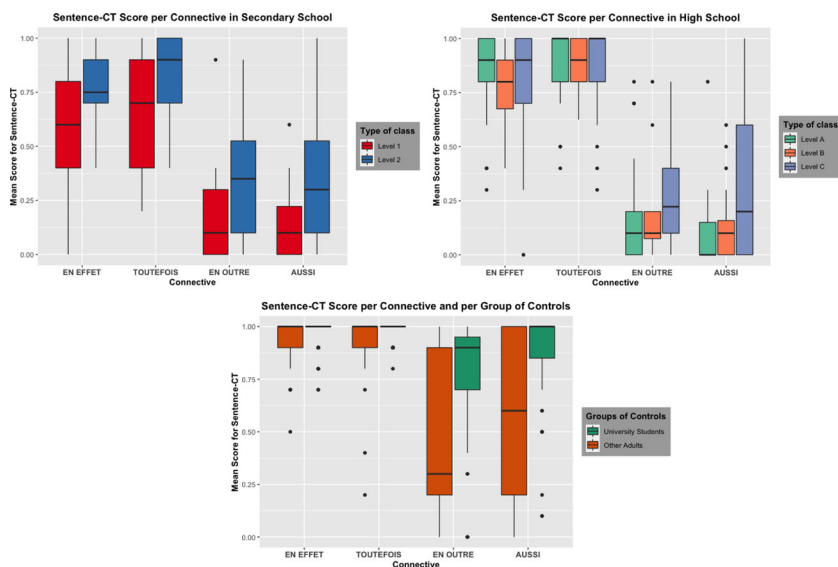 Sentence-CT Score per Connective in Secondary School
Mean Score for Sentence-CT
1.00
0.75
0.50
0.25
0.00
EN EFFET TOUTEFOIS EN OUTRE AUSSI
Connective
Type of class
Level 1
Level 2
Sentence-CT Score per Connective in High School
Mean Score for Sentence-CT
1.00
0.75
0.50
0.25
0.00
EN EFFET TOUTEFOIS EN OUTRE AUSSI
Connective
Type of class
Level A
Level B
Level C
Sentence-CT Score per Connective and per Group of Controls
Mean Score for Sentence-CT
1.00
0.75
0.50
0.25
0.00
EN EFFET TOUTEFOIS EN OUTRE AUSSI
Connective
Groups of Controls
University Students
Other Adults